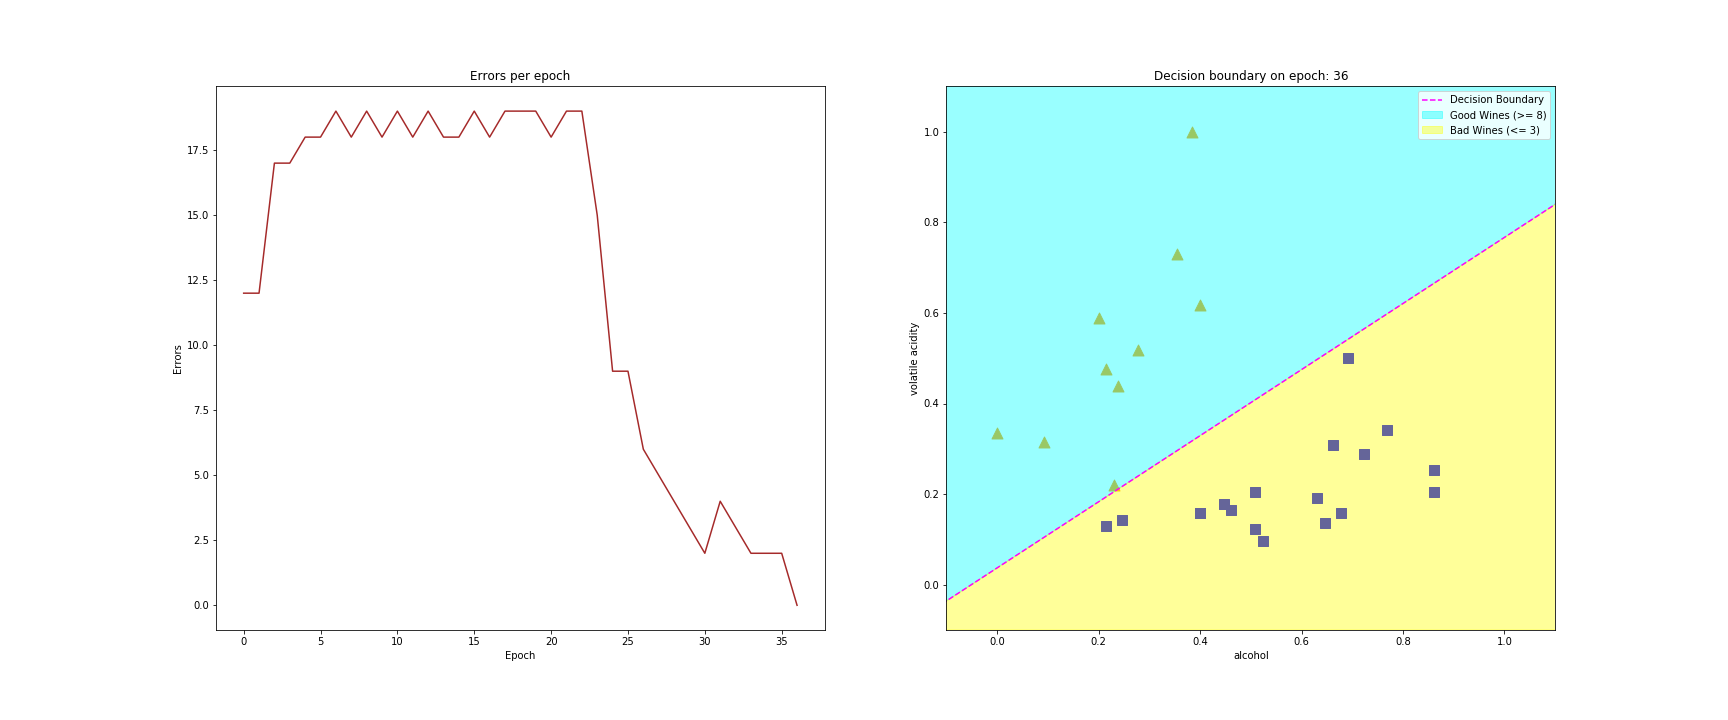 Errors per epoch
17.5
15.0
12.5
10.0
7.5
5.0
2.5
0.0
Errors
0 5 10 15 20 25 30 35
Epoch
Decision boundary on epoch: 36
Decision Boundary
Good Wines (>= 8)
Bad Wines (<= 3)
1.0
0.8
0.6
0.4
0.2
0.0
volatile acidity
0.0 0.2 0.4 0.6 0.8 1.0
alcohol